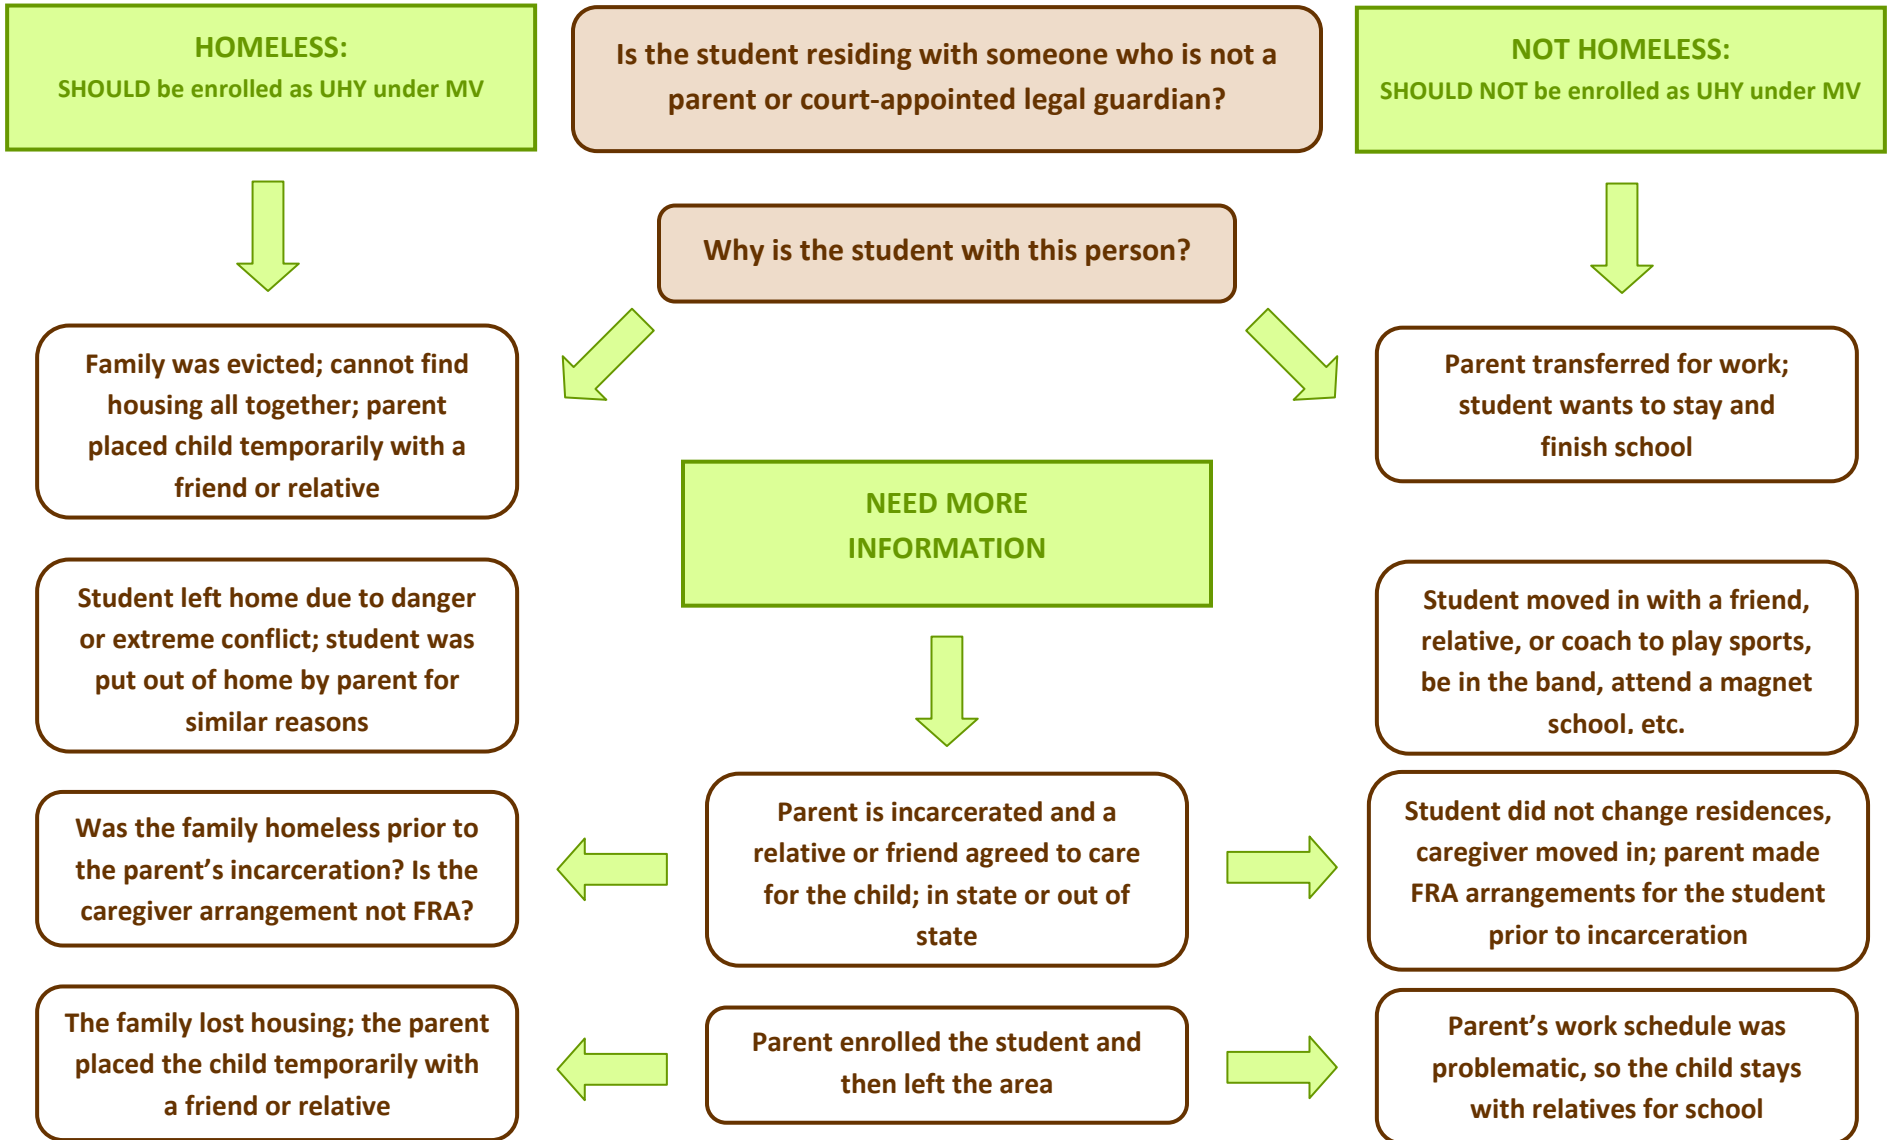 HOMELESS:
SHOULD be enrolled as UHY under MV
Is the student residing with someone who is not a
parent or court-appointed legal guardian?
NOT HOMELESS:
SHOULD NOT be enrolled as UHY under MV
Why is the student with this person?
Family was evicted; cannot find
housing all together; parent
placed child temporarily with a
friend or relative
Parent transferred for work;
student wants to stay and
finish school
NEED MORE
INFORMATION
Student left home due to danger
or extreme conflict; student was
put out of home by parent for
similar reasons
Student moved in with a friend,
relative, or coach to play sports,
be in the band, attend a magnet
school, etc.
Was the family homeless prior to
the parent’s incarceration? Is the
caregiver arrangement not FRA?
Parent is incarcerated and a
relative or friend agreed to care
for the child; in state or out of
state
Student did not change residences,
caregiver moved in; parent made
FRA arrangements for the student
prior to incarceration
The family lost housing; the parent
placed the child temporarily with
a friend or relative
Parent enrolled the student and
then left the area
Parent’s work schedule was
problematic, so the child stays
with relatives for school